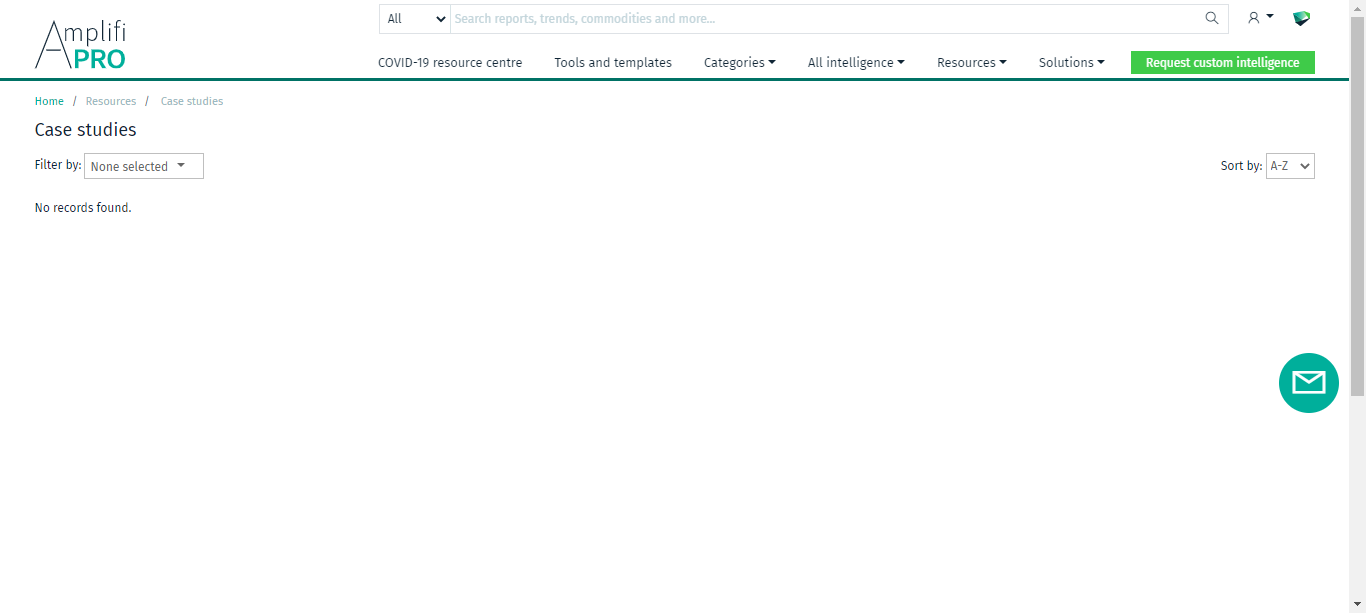 Amplifi
PRO
All
Search reports, trends, commodities and more...
COVID-19 resource centre
Tools and templates
Categories
All intelligence
Resources
Solutions
Request custom intelligence
Home / Resources / Case studies
Case studies
Filter by: None selected
Sort by: A-Z
No records found.